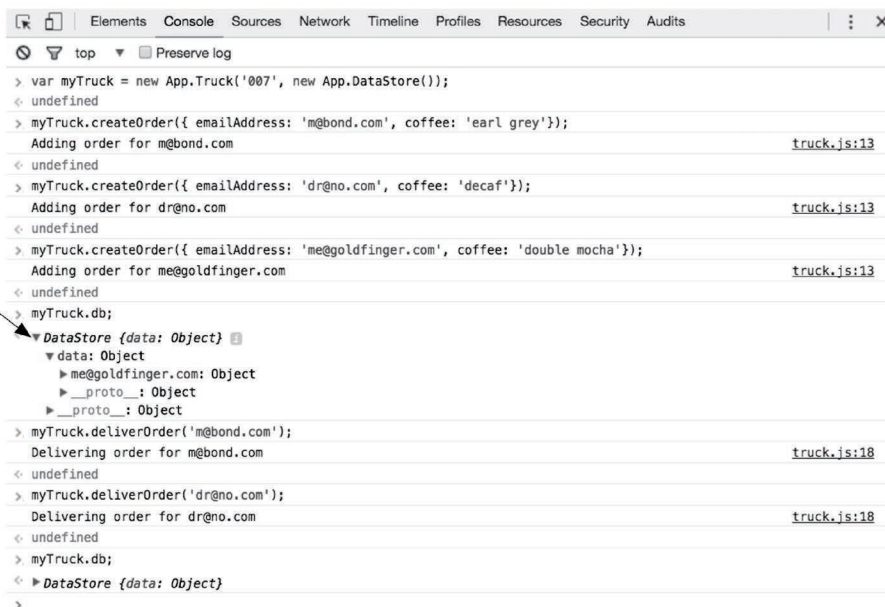 Elements Console Sources Network Timeline Profiles Resources Security Audits
top Preserve log
> var myTruck = new App.Truck('007', new App.DataStore());
undefined
> myTruck.createOrder({ emailAddress: 'm@bond.com', coffee: 'earl grey'});
Adding order for m@bond.com truck.js:13
undefined
> myTruck.createOrder({ emailAddress: 'dr@no.com', coffee: 'decaf'});
Adding order for dr@no.com truck.js:13
undefined
> myTruck.createOrder({ emailAddress: 'me@goldfinger.com', coffee: 'double mocha'});
Adding order for me@goldfinger.com truck.js:13
undefined
> myTruck.db;
DataStore {data: Object}
data: Object
me@goldfinger.com: Object
__proto__: Object
__proto__: Object
> myTruck.deliverOrder('m@bond.com');
Delivering order for m@bond.com truck.js:18
undefined
> myTruck.deliverOrder('dr@no.com');
Delivering order for dr@no.com truck.js:18
undefined
> myTruck.db;
DataStore {data: Object}
>